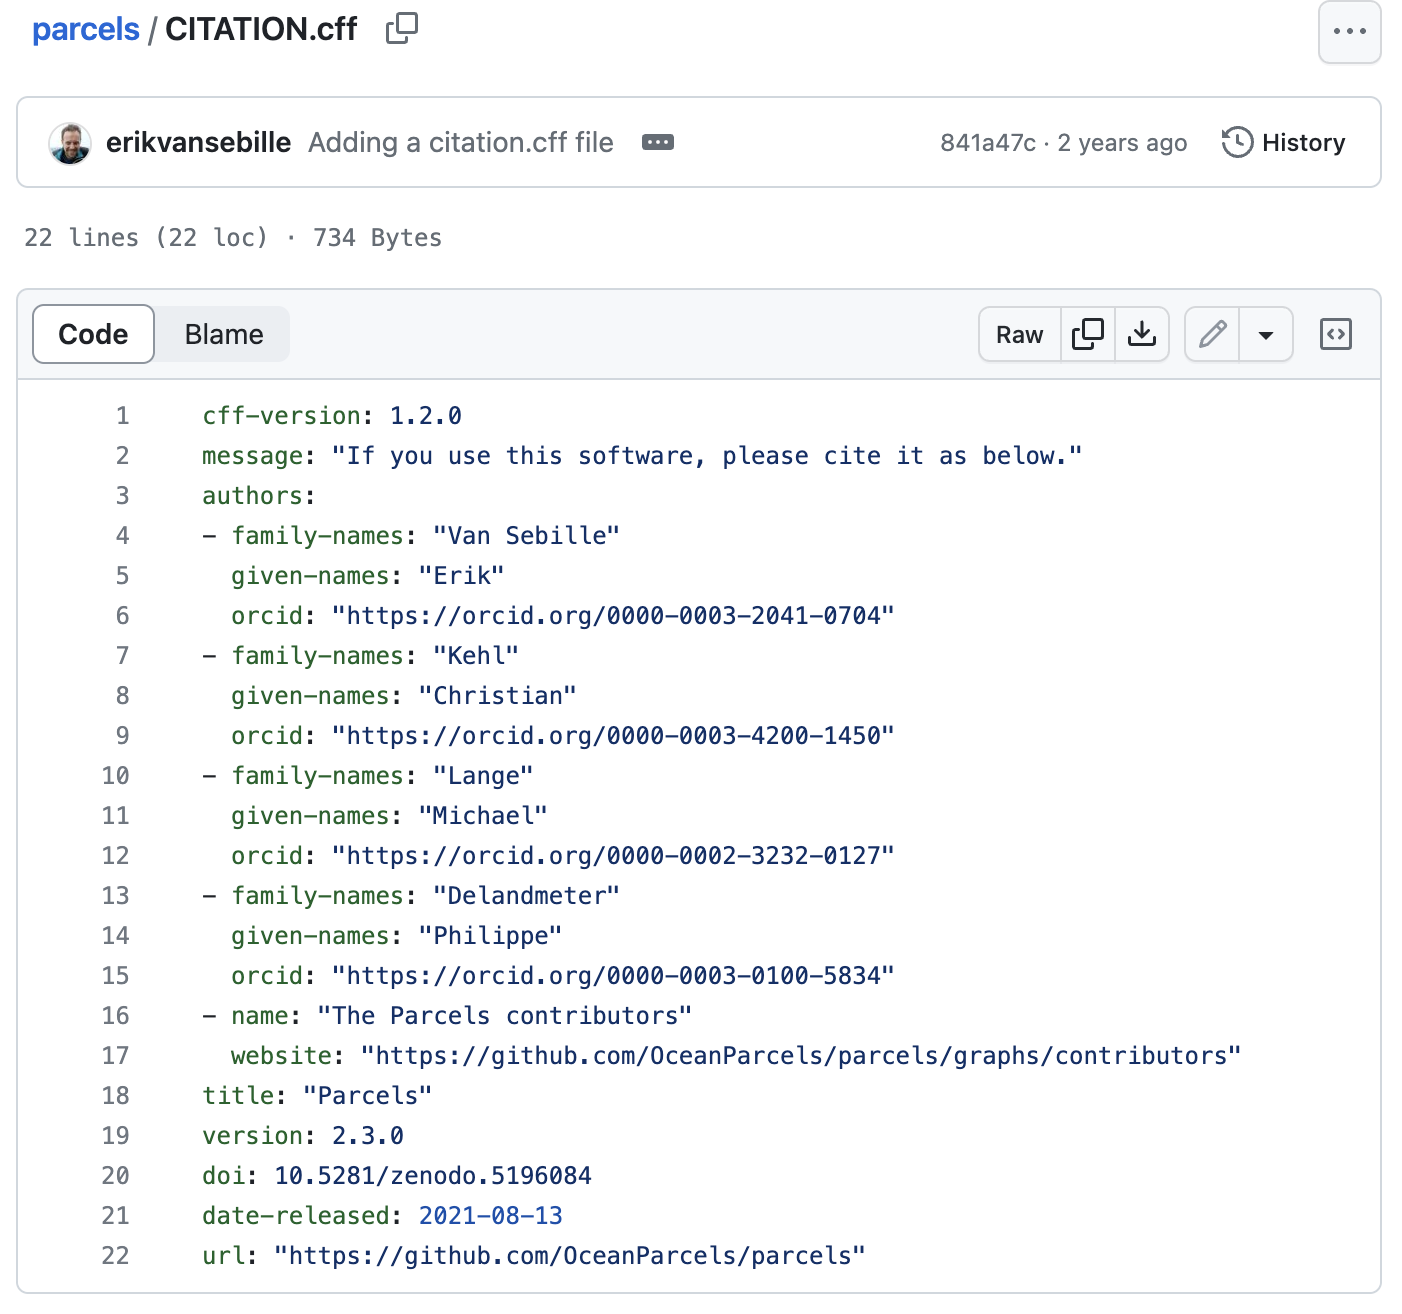 parcels / CITATION.cff
erikvansebille Adding a citation.cff file 841a47c · 2 years ago History
22 lines (22 loc) · 734 Bytes
Code Blame Raw
1 cff-version: 1.2.0
2 message: "If you use this software, please cite it as below."
3 authors:
4 - family-names: "Van Sebille"
5   given-names: "Erik"
6   orcid: "https://orcid.org/0000-0003-2041-0704"
7 - family-names: "Kehl"
8   given-names: "Christian"
9   orcid: "https://orcid.org/0000-0003-4200-1450"
10 - family-names: "Lange"
11   given-names: "Michael"
12   orcid: "https://orcid.org/0000-0002-3232-0127"
13 - family-names: "Delandmeter"
14   given-names: "Philippe"
15   orcid: "https://orcid.org/0000-0003-0100-5834"
16 - name: "The Parcels contributors"
17   website: "https://github.com/OceanParcels/parcels/graphs/contributors"
18 title: "Parcels"
19 version: 2.3.0
20 doi: 10.5281/zenodo.5196084
21 date-released: 2021-08-13
22 url: "https://github.com/OceanParcels/parcels"